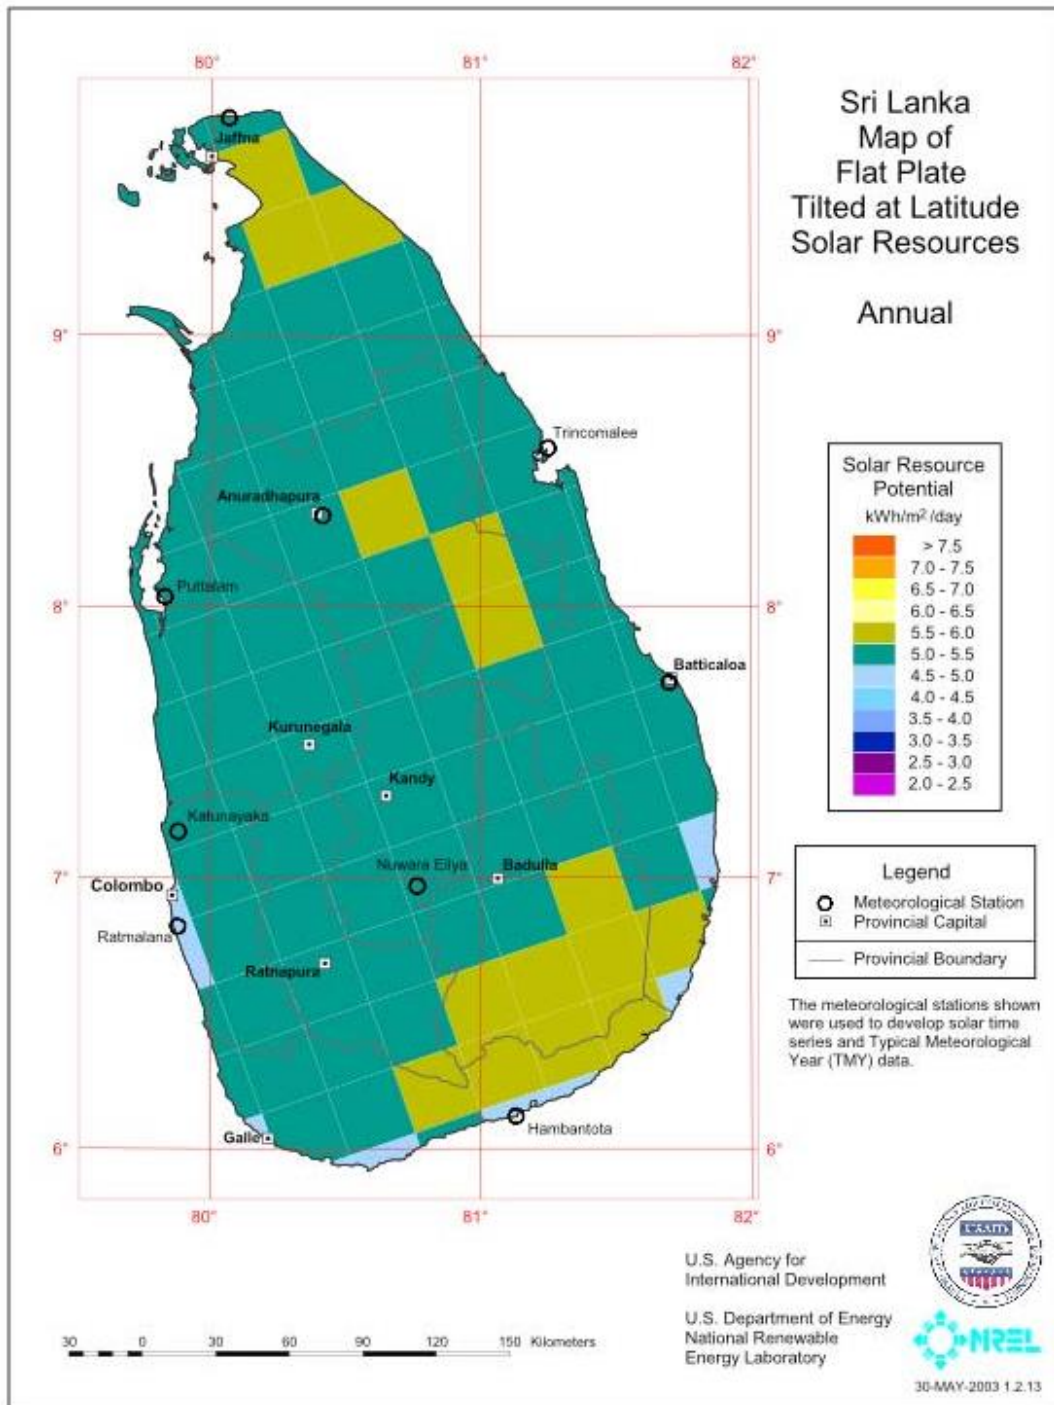 80°
81°
82°
Sri Lanka
Map of
Flat Plate
Tilted at Latitude
Solar Resources
Annual
Jaffna
9°
9°
Trincomalee
Anuradhapura
Puttalam
8°
8°
Batticaloa
Kurunegala
Kandy
Katunayaka
Nuwara Eliya
Badulla
7°
7°
Colombo
Ratmalana
Ratnapura
Galle
Hambantota
6°
6°
80°
81°
82°
Solar Resource
Potential
kWh/m² /day
> 7.5
7.0 - 7.5
6.5 - 7.0
6.0 - 6.5
5.5 - 6.0
5.0 - 5.5
4.5 - 5.0
4.0 - 4.5
3.5 - 4.0
3.0 - 3.5
2.5 - 3.0
2.0 - 2.5
Legend
Meteorological Station
Provincial Capital
Provincial Boundary
The meteorological stations shown
were used to develop solar time
series and Typical Meteorological
Year (TMY) data.
U.S. Agency for
International Development
U.S. Department of Energy
National Renewable
Energy Laboratory
USAID
NREL
30 0 30 60 90 120 150 Kilometers
30-MAY-2003 1.2.13